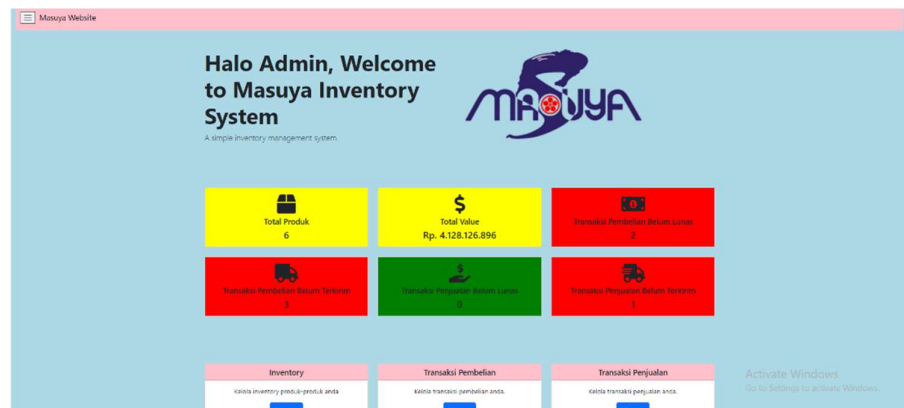 Masuya Website
Halo Admin, Welcome
to Masuya Inventory
System
A simple inventory management system
MASUYA
Total Produk
6
Total Value
Rp. 4.128.126.896
Transaksi Pembelian Belum Lunas
2
Transaksi Pembelian Belum Terkirim
3
Transaksi Penjualan Belum Lunas
0
Transaksi Penjualan Belum Terkirim
1
Inventory
Kelola inventory produk-produk anda
Transaksi Pembelian
Kelola transaksi pembelian anda.
Transaksi Penjualan
Kelola transaksi penjualan anda.
Activate Windows
Go to Settings to activate Windows.